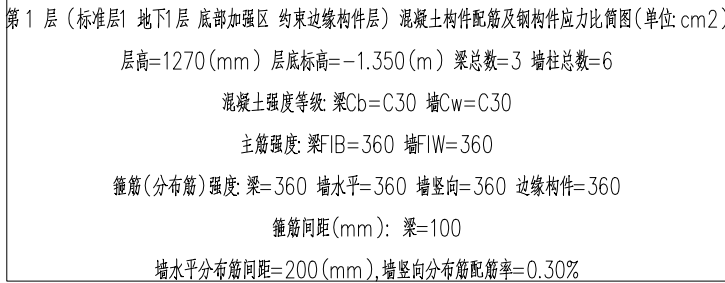 第1层(标准层1 地下1层 底部加强区 约束边缘构件层) 混凝土构件配筋及钢构件应力比简图(单位:cm2)
层高=1270(mm) 层底标高=-1.350(m) 梁总数=3 墙柱总数=6
混凝土强度等级: 梁Cb=C30 墙Cw=C30
主筋强度: 梁FIB=360 墙FIW=360
箍筋(分布筋)强度: 梁=360 墙水平=360 墙竖向=360 边缘构件=360
箍筋间距(mm): 梁=100
墙水平分布筋间距=200(mm),墙竖向分布筋配筋率=0.30%